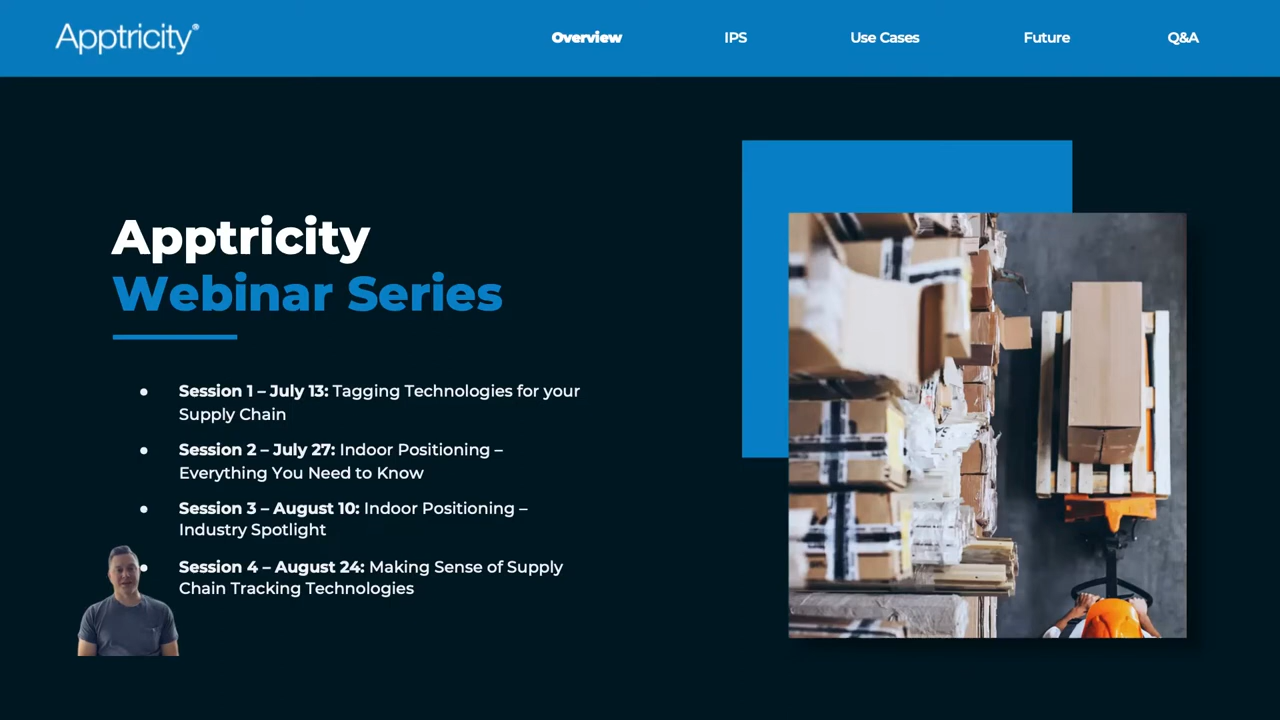 Apptricity®
Overview
IPS
Use Cases
Future
Q&A
Apptricity
Webinar Series
● Session 1 – July 13: Tagging Technologies for your
Supply Chain
● Session 2 – July 27: Indoor Positioning –
Everything You Need to Know
● Session 3 – August 10: Indoor Positioning –
Industry Spotlight
● Session 4 – August 24: Making Sense of Supply
Chain Tracking Technologies